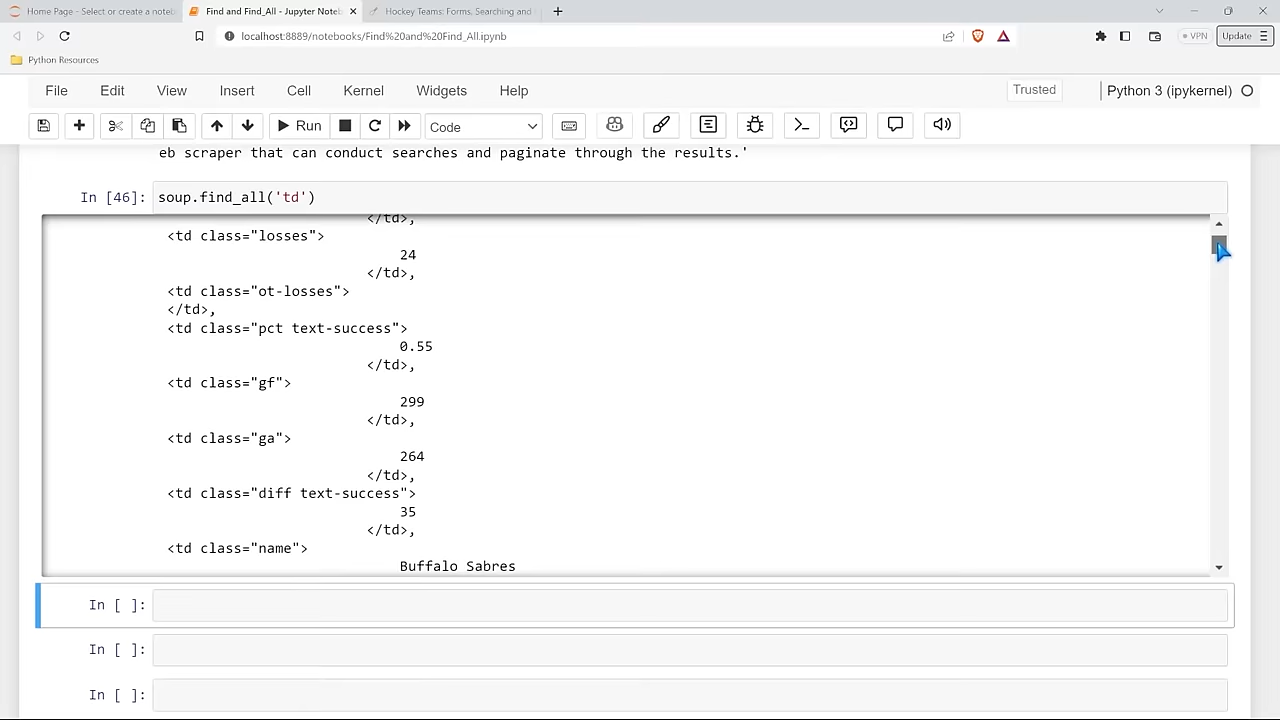 Home Page - Select or create a noteb
Find and Find_All - Jupyter Noteb
Hockey Teams: Forms, Searching and
localhost:8889/notebooks/Find%20and%20Find_All.ipynb
VPN
Update
Python Resources
File Edit View Insert Cell Kernel Widgets Help
Trusted
Python 3 (ipykernel)
Run
Code
eb scraper that can conduct searches and paginate through the results.'
In [46]: soup.find_all('td')
</td>,
<td class="losses">
24
</td>,
<td class="ot-losses">
</td>,
<td class="pct text-success">
0.55
</td>,
<td class="gf">
299
</td>,
<td class="ga">
264
</td>,
<td class="diff text-success">
35
</td>,
<td class="name">
Buffalo Sabres
In [ ]:
In [ ]:
In [ ]: